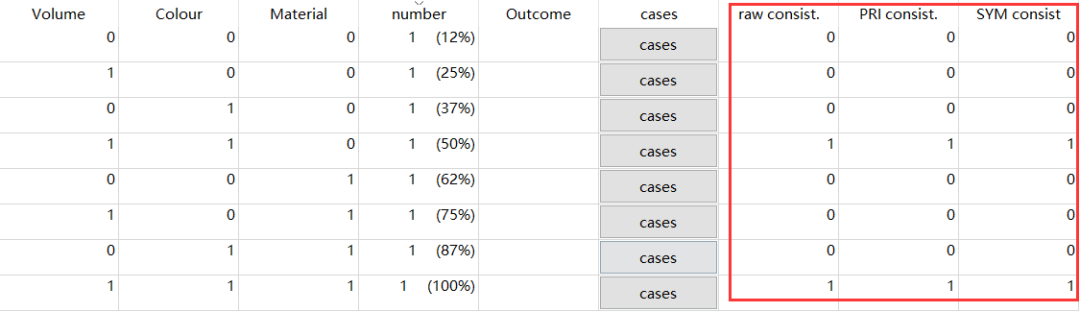 Volume Colour Material number Outcome cases raw consist. PRI consist. SYM consist
0 0 0 1 (12%) cases 0 0 0
1 0 0 1 (25%) cases 0 0 0
0 1 0 1 (37%) cases 0 0 0
1 1 0 1 (50%) cases 1 1 1
0 0 1 1 (62%) cases 0 0 0
1 0 1 1 (75%) cases 0 0 0
0 1 1 1 (87%) cases 0 0 0
1 1 1 1 (100%) cases 1 1 1